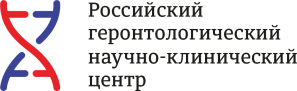 Российский
геронтологический
научно-клинический
центр